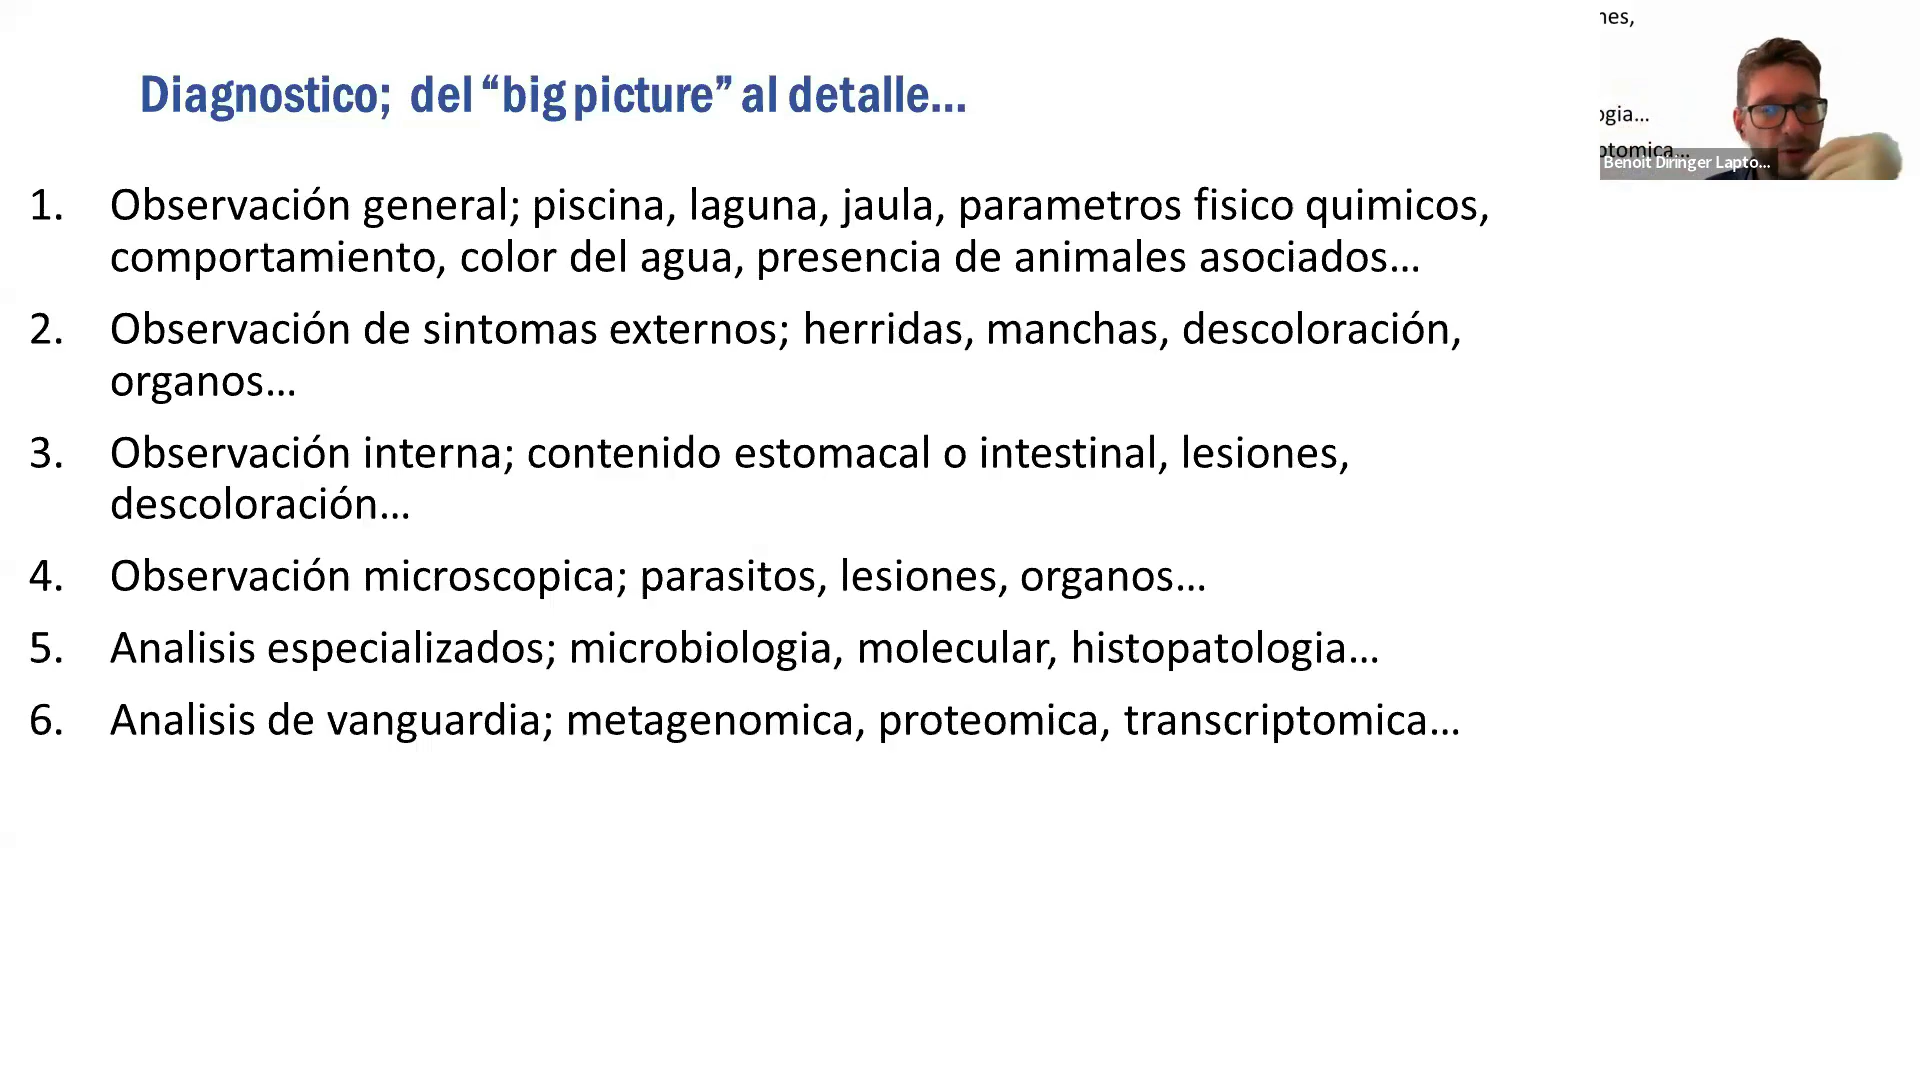 Diagnostico; del “big picture” al detalle...
nes,
ogia...
ptomica...
Benoit Diringer Lapto...
1. Observación general; piscina, laguna, jaula, parametros fisico quimicos,
comportamiento, color del agua, presencia de animales asociados...
2. Observación de sintomas externos; herridas, manchas, descoloración,
organos...
3. Observación interna; contenido estomacal o intestinal, lesiones,
descoloración...
4. Observación microscopica; parasitos, lesiones, organos...
5. Analisis especializados; microbiologia, molecular, histopatologia...
6. Analisis de vanguardia; metagenomica, proteomica, transcriptomica...